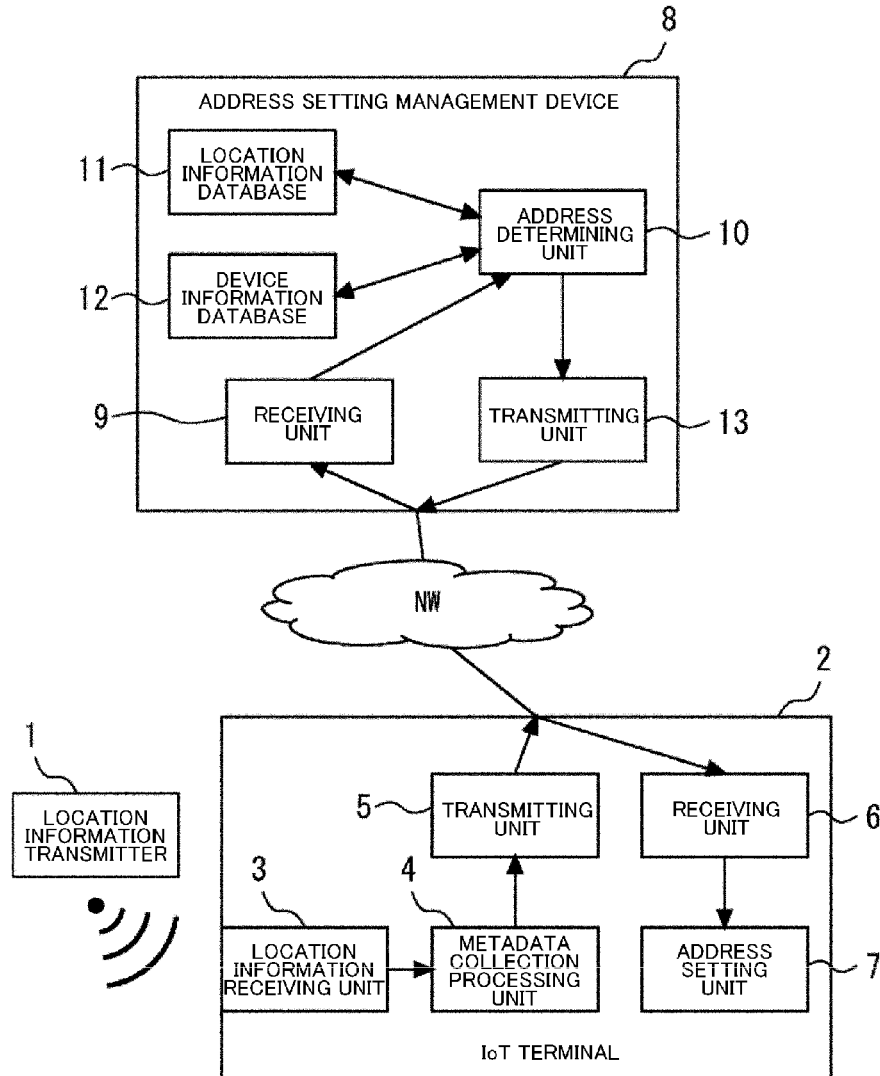 8
ADDRESS SETTING MANAGEMENT DEVICE
11
LOCATION
INFORMATION
DATABASE
ADDRESS
DETERMINING
UNIT
10
12
DEVICE
INFORMATION
DATABASE
9
RECEIVING
UNIT
TRANSMITTING
UNIT
13
NW
2
1
LOCATION
INFORMATION
TRANSMITTER
5
TRANSMITTING
UNIT
RECEIVING
UNIT
6
3
LOCATION
INFORMATION
RECEIVING UNIT
4
METADATA
COLLECTION
PROCESSING
UNIT
ADDRESS
SETTING
UNIT
7
IoT TERMINAL